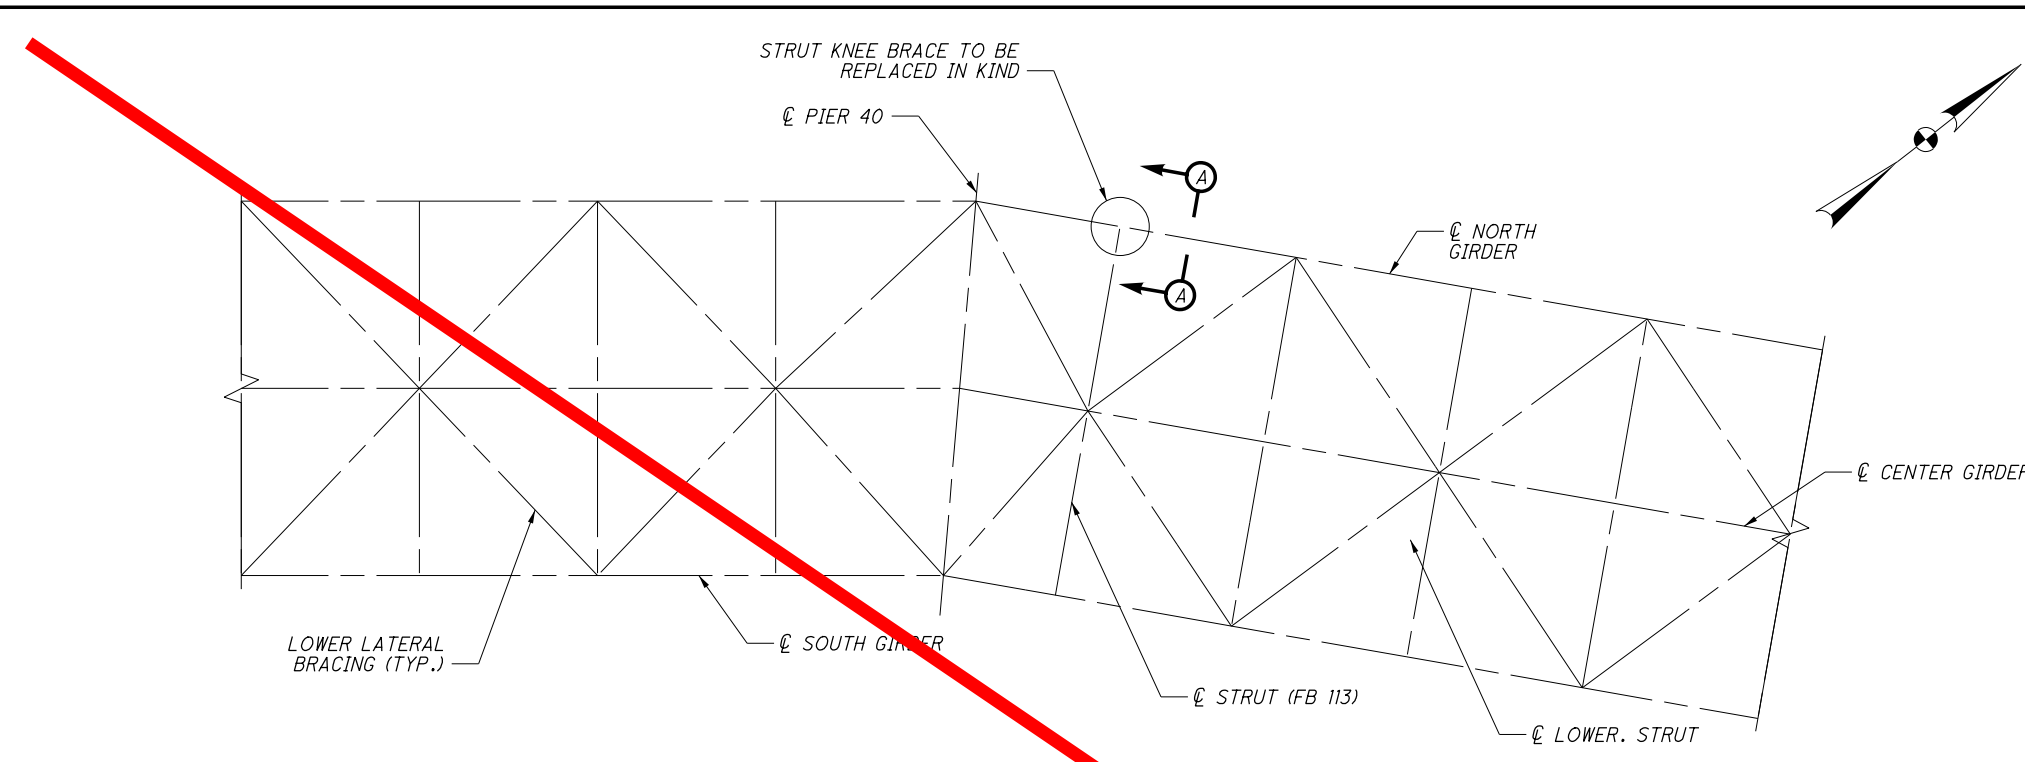 STRUT KNEE BRACE TO BE
REPLACED IN KIND
℄ PIER 40
A
A
℄ NORTH
GIRDER
℄ CENTER GIRDER
LOWER LATERAL
BRACING (TYP.)
℄ SOUTH GIRDER
℄ STRUT (FB 113)
℄ LOWER. STRUT